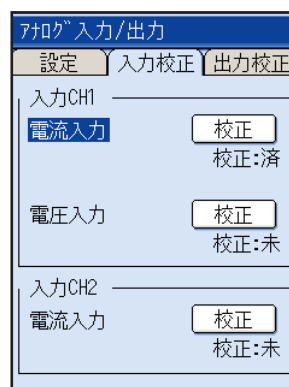 アナログ入力/出力
設定 入力校正 出力校正
入力CH1
電流入力 校正
校正:済
電圧入力 校正
校正:未
入力CH2
電流入力 校正
校正:未